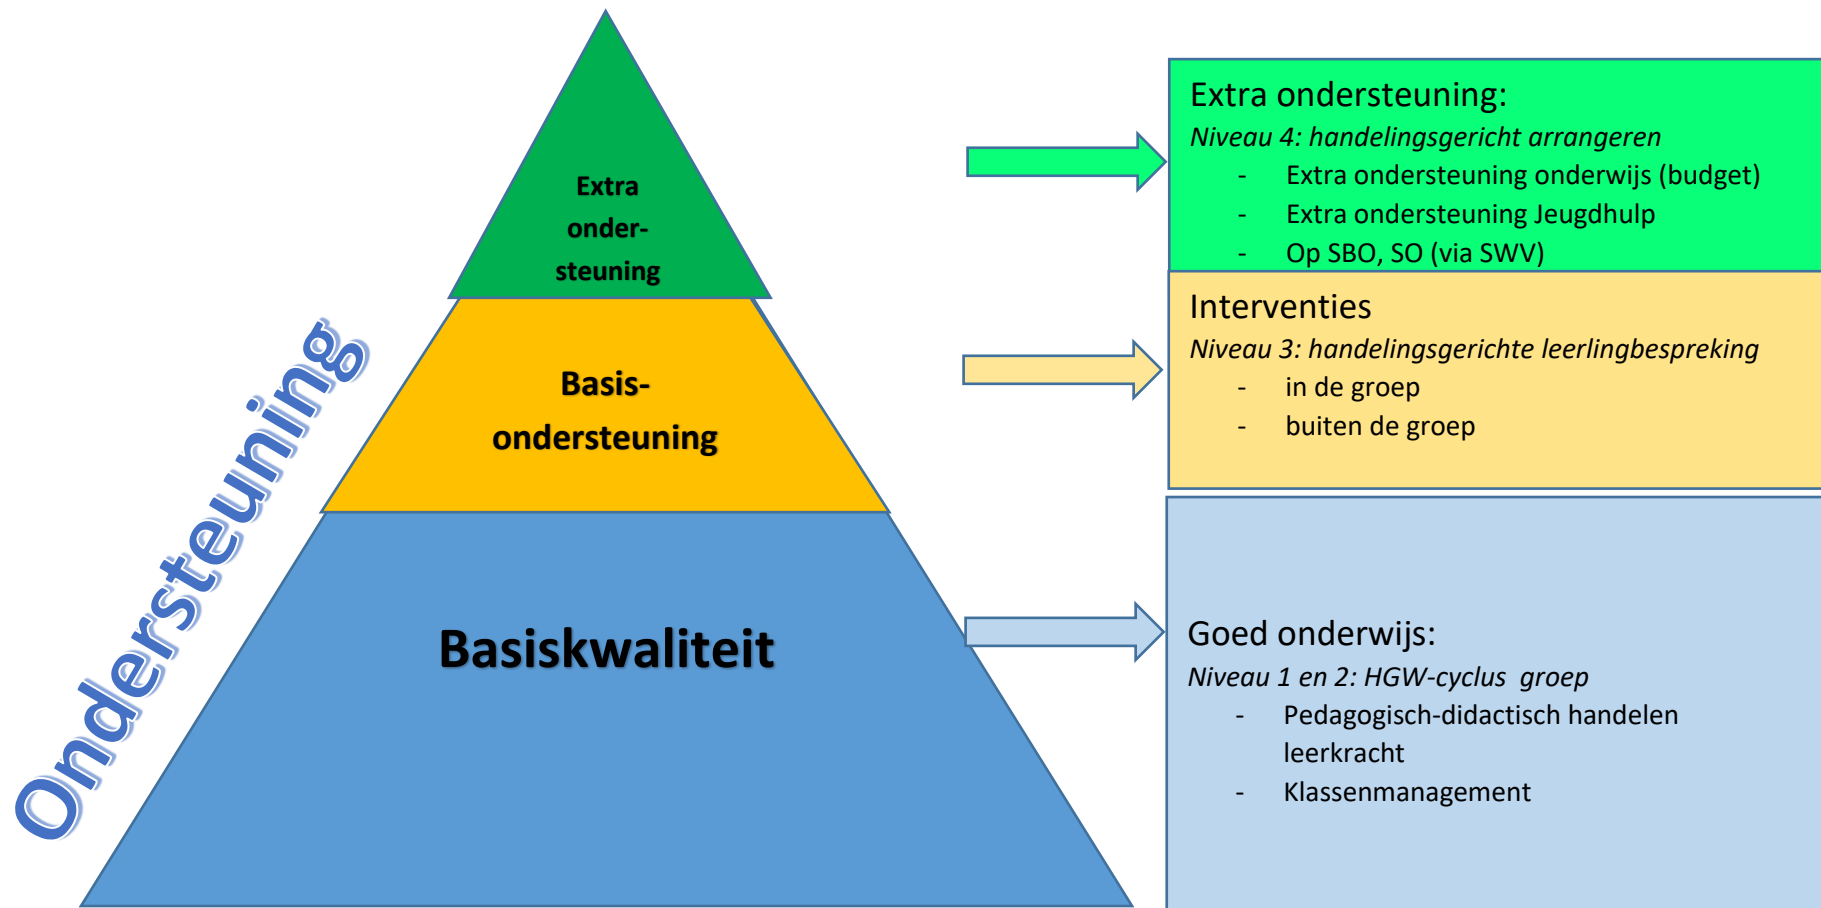 Ondersteuning
Extra
onder-
steuning
Basis-
ondersteuning
Basiskwaliteit
Extra ondersteuning:
Niveau 4: handelingsgericht arrangeren
- Extra ondersteuning onderwijs (budget)
- Extra ondersteuning Jeugdhulp
- Op SBO, SO (via SWV)
Interventies
Niveau 3: handelingsgerichte leerlingbespreking
- in de groep
- buiten de groep
Goed onderwijs:
Niveau 1 en 2: HGW-cyclus  groep
- Pedagogisch-didactisch handelen
leerkracht
- Klassenmanagement